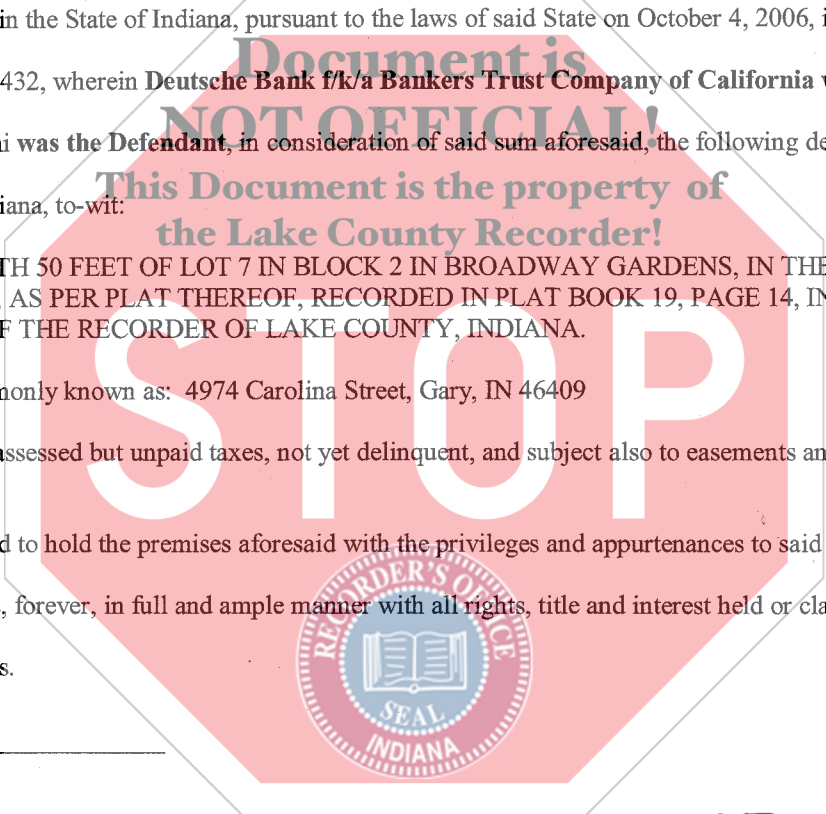 in the State of Indiana, pursuant to the laws of said State on October 4, 2006, i
Document is
432, wherein Deutsche Bank f/k/a Bankers Trust Company of California
NOT OFFICIAL!
ni was the Defendant, in consideration of said sum aforesaid, the following de
This Document is the property of
iana, to-wit:
the Lake County Recorder!
TH 50 FEET OF LOT 7 IN BLOCK 2 IN BROADWAY GARDENS, IN THE
, AS PER PLAT THEREOF, RECORDED IN PLAT BOOK 19, PAGE 14, IN
F THE RECORDER OF LAKE COUNTY, INDIANA.
STOP
monly known as: 4974 Carolina Street, Gary, IN 46409
assessed but unpaid taxes, not yet delinquent, and subject also to easements an
d to hold the premises aforesaid with the privileges and appurtenances to said
, forever, in full and ample manner with all rights, title and interest held or cla
s.
RECORDER'S OFFICE
SEAL
INDIANA